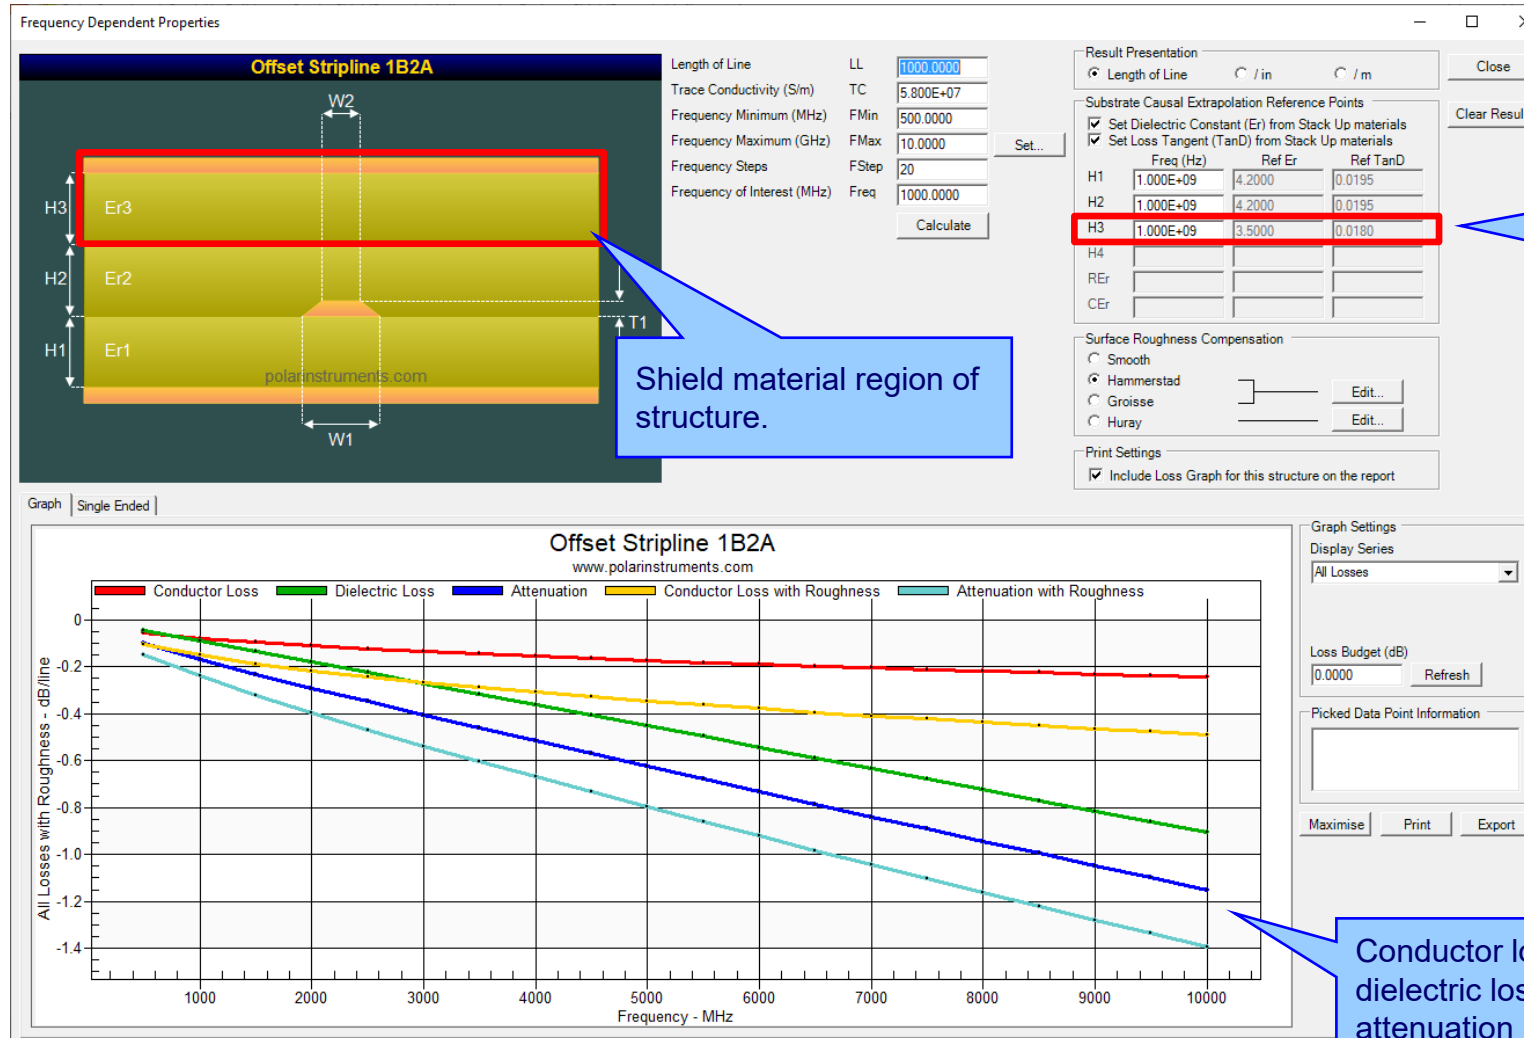 Frequency Dependent Properties
Offset Stripline 1B2A
W2
H3
Er3
H2
Er2
T1
H1
Er1
polarinstruments.com
W1
Length of Line LL 1000.0000
Trace Conductivity (S/m) TC 5.800E+07
Frequency Minimum (MHz) FMin 500.0000
Frequency Maximum (GHz) FMax 10.0000 Set...
Frequency Steps FStep 20
Frequency of Interest (MHz) Freq 1000.0000
Calculate
Result Presentation
Length of Line / in / m
Close
Clear Resul
Substrate Causal Extrapolation Reference Points
Set Dielectric Constant (Er) from Stack Up materials
Set Loss Tangent (TanD) from Stack Up materials
Freq (Hz) Ref Er Ref TanD
H1 1.000E+09 4.2000 0.0195
H2 1.000E+09 4.2000 0.0195
H3 1.000E+09 3.5000 0.0180
H4
REr
CEr
Surface Roughness Compensation
Smooth
Hammerstad
Groisse
Huray
Edit...
Edit...
Print Settings
Include Loss Graph for this structure on the report
Shield material region of
structure.
Graph Single Ended
Offset Stripline 1B2A
www.polarinstruments.com
Conductor Loss Dielectric Loss Attenuation Conductor Loss with Roughness Attenuation with Roughness
All Losses with Roughness - dB/line
0
-0.2
-0.4
-0.6
-0.8
-1.0
-1.2
-1.4
1000 2000 3000 4000 5000 6000 7000 8000 9000 10000
Frequency - MHz
Graph Settings
Display Series
All Losses
Loss Budget (dB)
0.0000 Refresh
Picked Data Point Information
Maximise Print Export
Conductor lo
dielectric los
attenuation